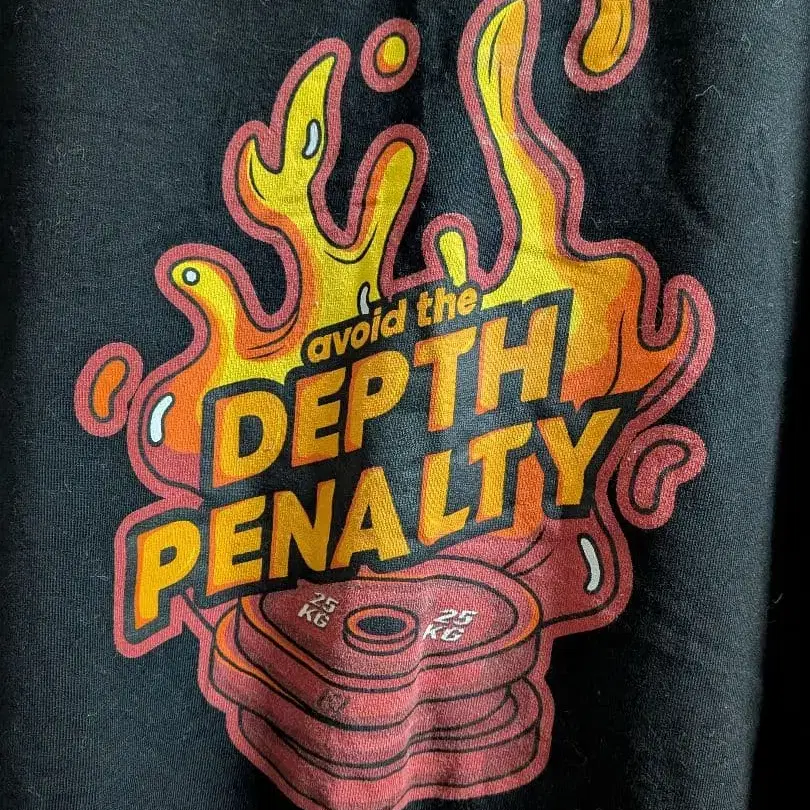 avoid the
DEPTH
PENALTY
25
KG
25
KG